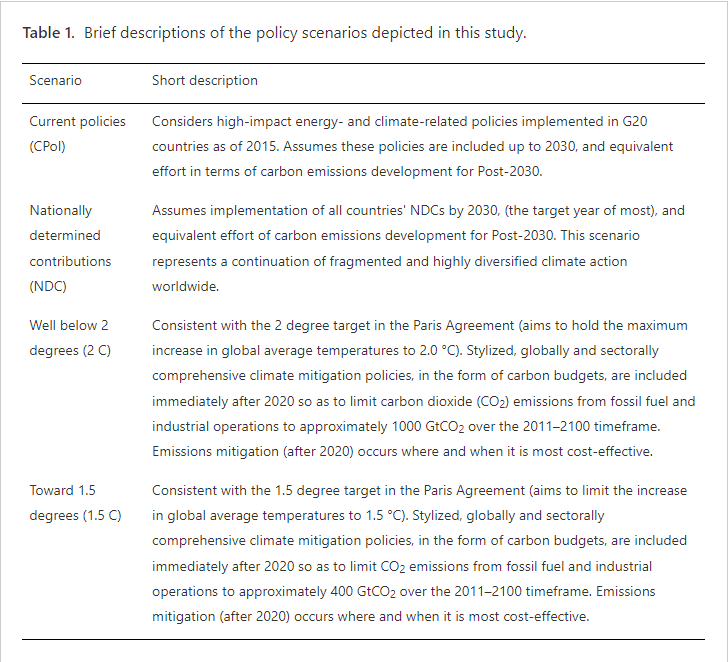 Table 1. Brief descriptions of the policy scenarios depicted in this study.
Scenario Short description
Current policies (CPol) Considers high-impact energy- and climate-related policies implemented in G20
countries as of 2015. Assumes these policies are included up to 2030, and equivalent
effort in terms of carbon emissions development for Post-2030.
Nationally
determined
contributions
(NDC)
Assumes implementation of all countries' NDCs by 2030, (the target year of most), and
equivalent effort of carbon emissions development for Post-2030. This scenario
represents a continuation of fragmented and highly diversified climate action
worldwide.
Well below 2
degrees (2 C)
Consistent with the 2 degree target in the Paris Agreement (aims to hold the maximum
increase in global average temperatures to 2.0 °C). Stylized, globally and sectorally
comprehensive climate mitigation policies, in the form of carbon budgets, are included
immediately after 2020 so as to limit carbon dioxide (CO₂) emissions from fossil fuel and
industrial operations to approximately 1000 GtCO₂ over the 2011–2100 timeframe.
Emissions mitigation (after 2020) occurs where and when it is most cost-effective.
Toward 1.5
degrees (1.5 C)
Consistent with the 1.5 degree target in the Paris Agreement (aims to limit the increase
in global average temperatures to 1.5 °C). Stylized, globally and sectorally
comprehensive climate mitigation policies, in the form of carbon budgets, are included
immediately after 2020 so as to limit CO₂ emissions from fossil fuel and industrial
operations to approximately 400 GtCO₂ over the 2011–2100 timeframe. Emissions
mitigation (after 2020) occurs where and when it is most cost-effective.